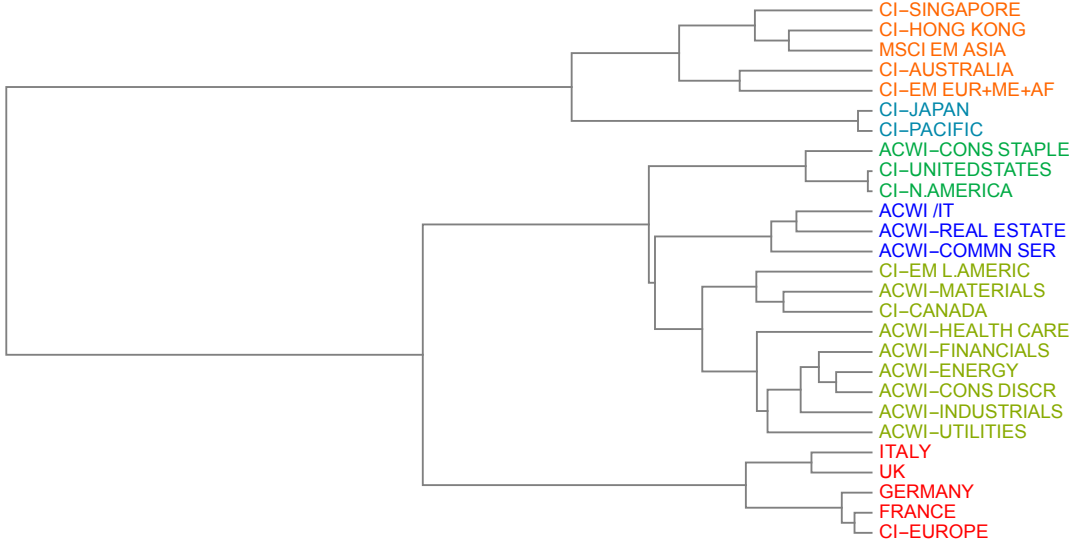 CI−SINGAPORE
CI−HONG KONG
MSCI EM ASIA
CI−AUSTRALIA
CI−EM EUR+ME+AF
CI−JAPAN
CI−PACIFIC
ACWI−CONS STAPLE
CI−UNITEDSTATES
CI−N.AMERICA
ACWI /IT
ACWI−REAL ESTATE
ACWI−COMMN SER
CI−EM L.AMERIC
ACWI−MATERIALS
CI−CANADA
ACWI−HEALTH CARE
ACWI−FINANCIALS
ACWI−ENERGY
ACWI−CONS DISCR
ACWI−INDUSTRIALS
ACWI−UTILITIES
ITALY
UK
GERMANY
FRANCE
CI−EUROPE